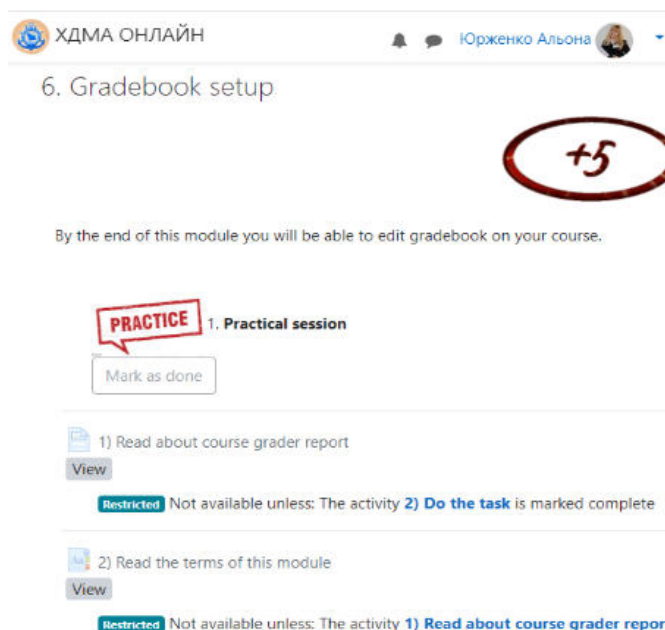 ХДМА ОНЛАЙН
Юрженко Альона
6. Gradebook setup
+5
By the end of this module you will be able to edit gradebook on your course.
PRACTICE
1. Practical session
Mark as done
1) Read about course grader report
View
Restricted Not available unless: The activity 2) Do the task is marked complete
2) Read the terms of this module
View
Restricted Not available unless: The activity 1) Read about course grader repor